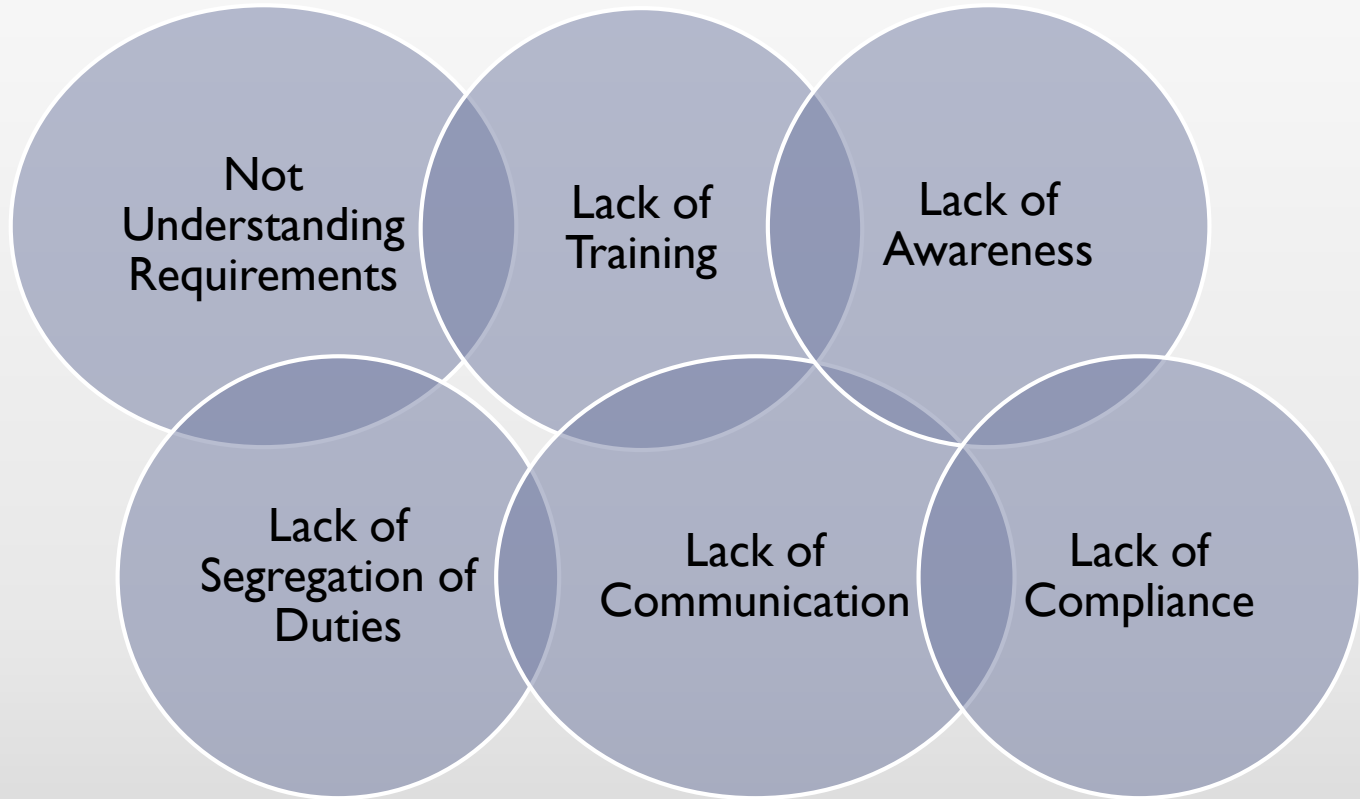 Not
Understanding
Requirements
Lack of
Training
Lack of
Awareness
Lack of
Segregation of
Duties
Lack of
Communication
Lack of
Compliance